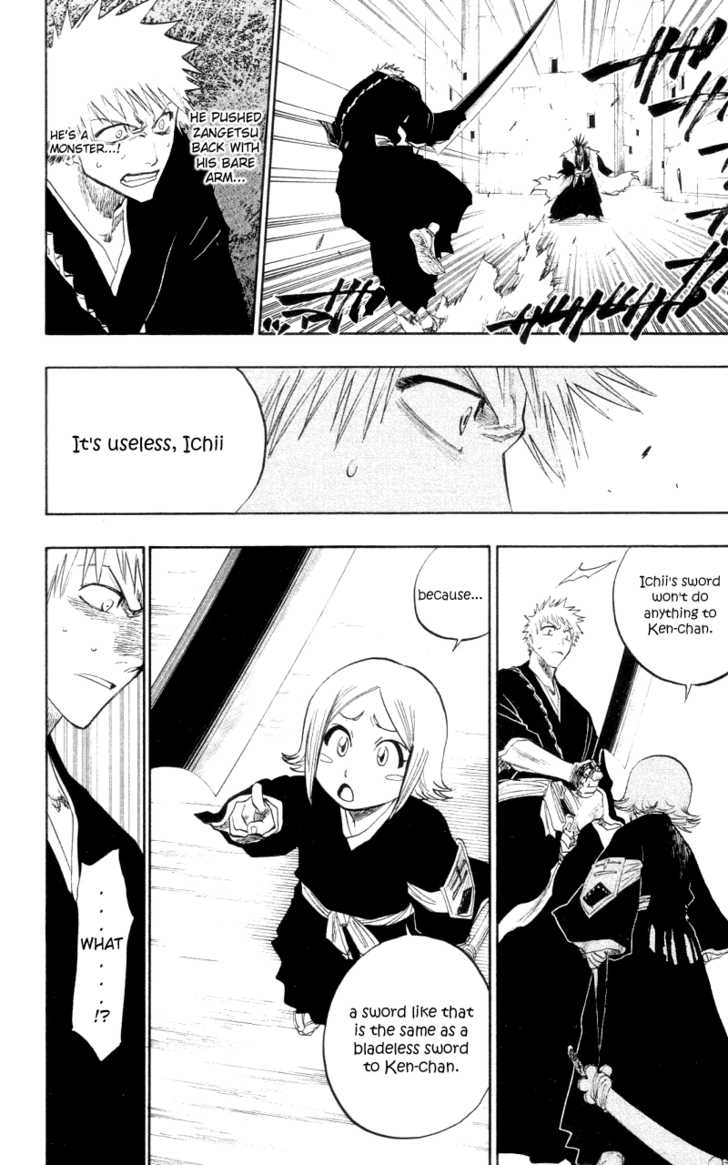 HE PUSHED
ZANGETSU
BACK WITH
HIS BARE
ARM...
HE'S A
MONSTER...!
It's useless, Ichii
Ichii's sword
won't do
anything to
Ken-chan.
because...
a sword like that
is the same as a
bladeless sword
to Ken-chan.
.....
WHAT
....
!?